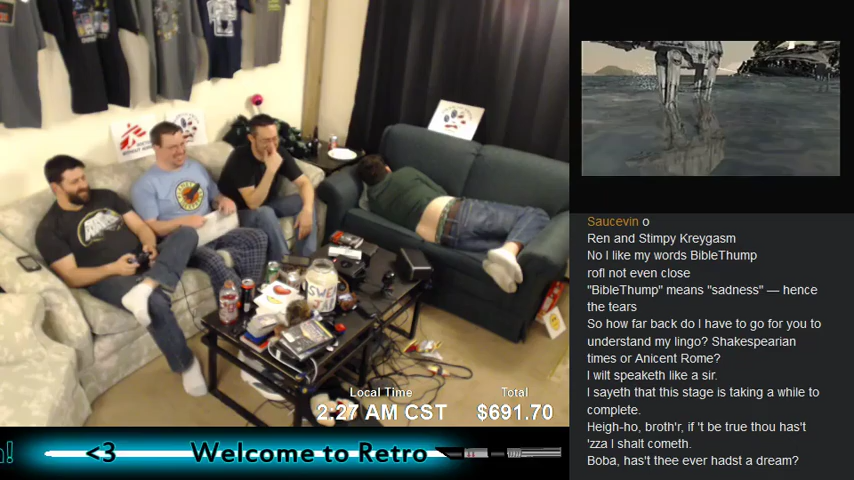 Local Time
Total
2:27 AM CST
$691.70
n!
<3
Welcome to Retro
Saucevin o
Ren and Stimpy Kreygasm
No I like my words BibleThump
rofl not even close
"BibleThump" means "sadness" — hence
the tears
So how far back do I have to go for you to
understand my lingo? Shakespearian
times or Anicent Rome?
I wilt speaketh like a sir.
I sayeth that this stage is taking a while to
complete.
Heigh-ho, broth'r, if 't be true thou has't
'zza I shalt cometh.
Boba, has't thee ever hadst a dream?